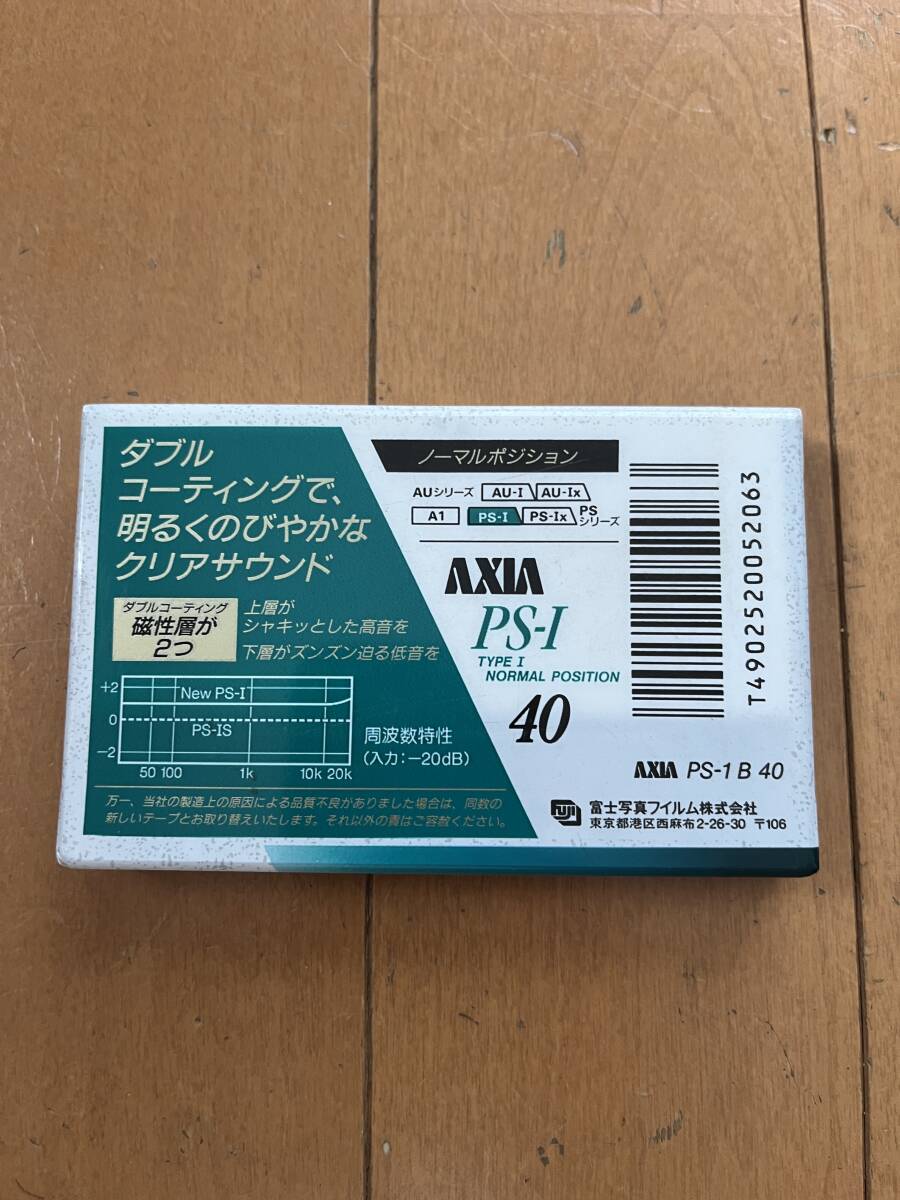 ダブル
コーティングで、
明るくのびやかな
クリアサウンド
ダブルコーティング
磁性層が
2つ
上層が
シャキッとした高音を
下層がズンズン迫る低音を
+2
0
-2
New PS-I
PS-IS
50 100 1k 10k 20k
周波数特性
(入力:-20dB)
万一、当社の製造上の原因による品質不良がありました場合は、同数の
新しいテープとお取り替えいたします。それ以外の責はご容赦ください。
ノーマルポジション
AUシリーズ AU-I AU-Ix
A1 PS-I PS-Ix PSシリーズ
AXIA
PS-I
TYPE I
NORMAL POSITION
40
T4902520052063
AXIA PS-1 B 40
FUJI 富士写真フイルム株式会社
東京都港区西麻布2-26-30 〒106